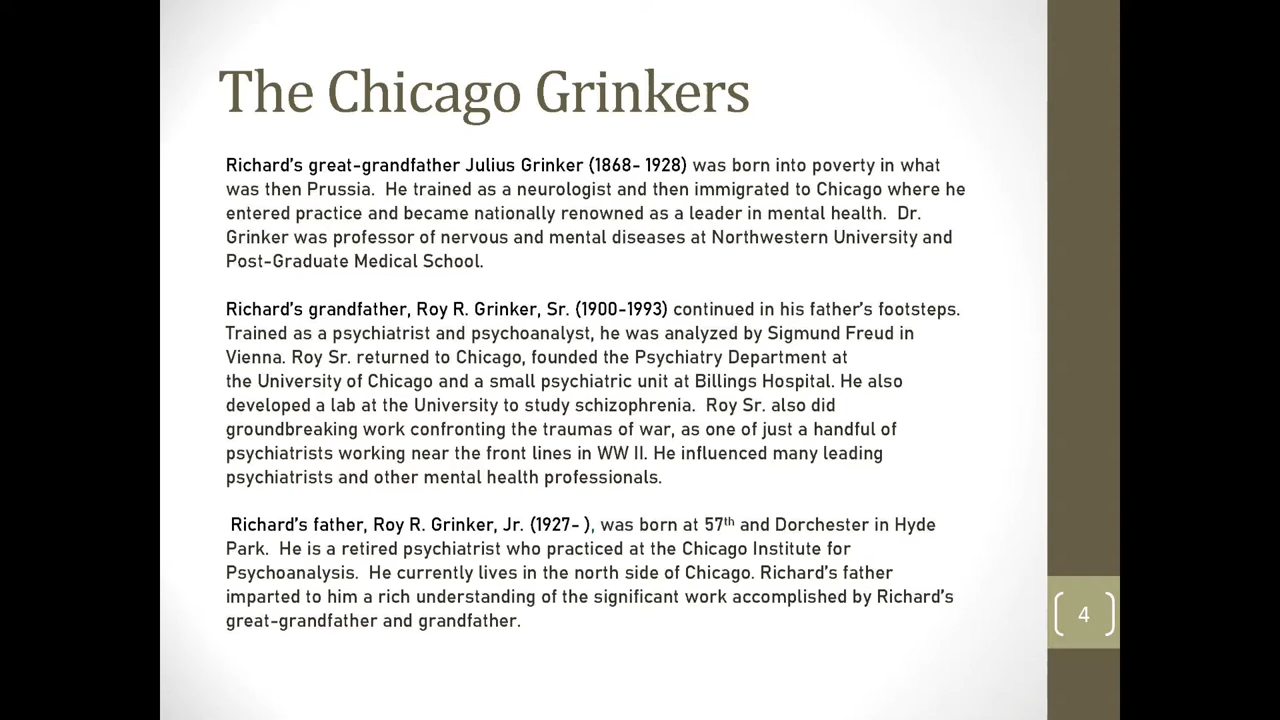 The Chicago Grinkers
Richard's great-grandfather Julius Grinker (1868- 1928) was born into poverty in what
was then Prussia.  He trained as a neurologist and then immigrated to Chicago where he
entered practice and became nationally renowned as a leader in mental health.  Dr.
Grinker was professor of nervous and mental diseases at Northwestern University and
Post-Graduate Medical School.
Richard's grandfather, Roy R. Grinker, Sr. (1900-1993) continued in his father's footsteps.
Trained as a psychiatrist and psychoanalyst, he was analyzed by Sigmund Freud in
Vienna. Roy Sr. returned to Chicago, founded the Psychiatry Department at
the University of Chicago and a small psychiatric unit at Billings Hospital. He also
developed a lab at the University to study schizophrenia.  Roy Sr. also did
groundbreaking work confronting the traumas of war, as one of just a handful of
psychiatrists working near the front lines in WW II. He influenced many leading
psychiatrists and other mental health professionals.
Richard's father, Roy R. Grinker, Jr. (1927- ), was born at 57th and Dorchester in Hyde
Park.  He is a retired psychiatrist who practiced at the Chicago Institute for
Psychoanalysis.  He currently lives in the north side of Chicago. Richard's father
imparted to him a rich understanding of the significant work accomplished by Richard's
great-grandfather and grandfather.
4